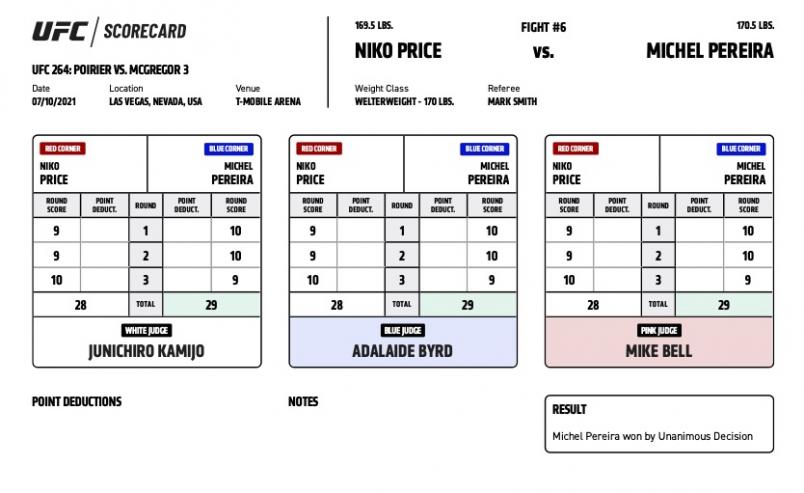 UFC / SCORECARD
UFC 264: POIRIER VS. MCGREGOR 3
Date Location Venue
07/10/2021 LAS VEGAS, NEVADA, USA T-MOBILE ARENA
169.5 LBS. FIGHT #6 170.5 LBS.
NIKO PRICE vs. MICHEL PEREIRA
Weight Class Referee
WELTERWEIGHT - 170 LBS. MARK SMITH
RED CORNER BLUE CORNER
NIKO MICHEL
PRICE PEREIRA
ROUND SCORE POINT DEDUCT. ROUND POINT DEDUCT. ROUND SCORE
9 1 10
9 2 10
10 3 9
28 TOTAL 29
WHITE JUDGE
JUNICHIRO KAMIJO
RED CORNER BLUE CORNER
NIKO MICHEL
PRICE PEREIRA
ROUND SCORE POINT DEDUCT. ROUND POINT DEDUCT. ROUND SCORE
9 1 10
9 2 10
10 3 9
28 TOTAL 29
BLUE JUDGE
ADALAIDE BYRD
RED CORNER BLUE CORNER
NIKO MICHEL
PRICE PEREIRA
ROUND SCORE POINT DEDUCT. ROUND POINT DEDUCT. ROUND SCORE
9 1 10
9 2 10
10 3 9
28 TOTAL 29
PINK JUDGE
MIKE BELL
POINT DEDUCTIONS
NOTES
RESULT
Michel Pereira won by Unanimous Decision